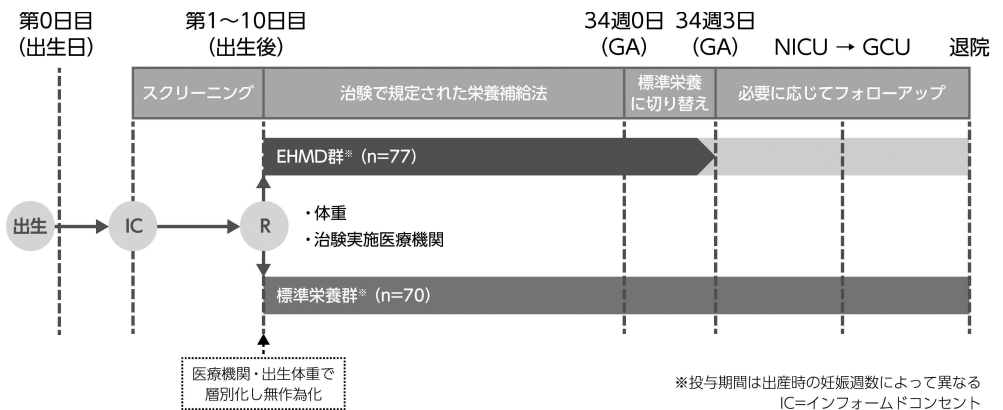 第0日目
（出生日）
第1～10日目
（出生後）
34週0日
（GA）
34週3日
（GA）
NICU → GCU
退院
スクリーニング
治験で規定された栄養補給法
標準栄養
に切り替え
必要に応じてフォローアップ
EHMD群※（n=77）
出生
IC
R
・体重
・治験実施医療機関
標準栄養群※（n=70）
医療機関・出生体重で
層別化し無作為化
※投与期間は出産時の妊娠週数によって異なる
IC=インフォームドコンセント